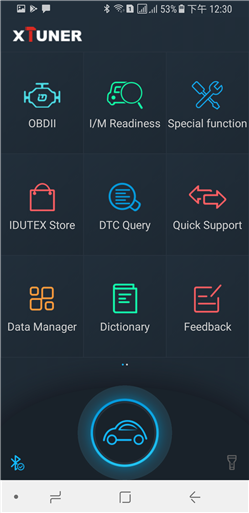 53% 下午 12:30
XTUNER
OBDII
I/M Readiness
Special function
IDUTEX Store
DTC Query
Quick Support
Data Manager
Dictionary
Feedback